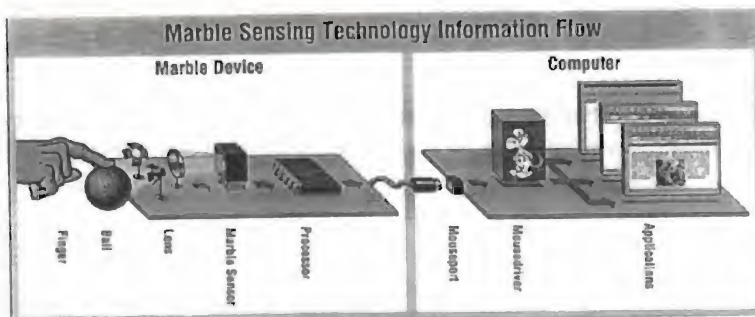 Marble Sensing Technology Information Flow
Marble Device
Computer
Finger
Ball
Lens
Marble Sensor
Processor
Mouseport
Mousedriver
Applications